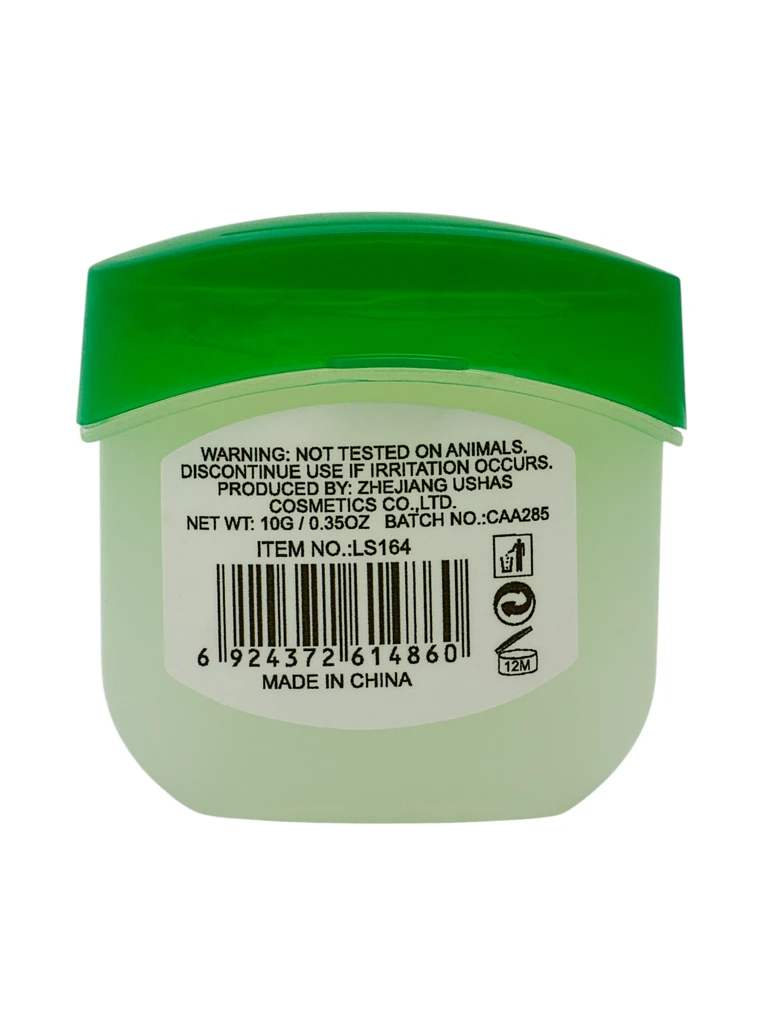 WARNING: NOT TESTED ON ANIMALS.
DISCONTINUE USE IF IRRITATION OCCURS.
PRODUCED BY: ZHEJIANG USHAS
COSMETICS CO.,LTD.
NET WT: 10G / 0.35OZ BATCH NO.:CAA285
ITEM NO.:LS164
6 924372 614860
12M
MADE IN CHINA